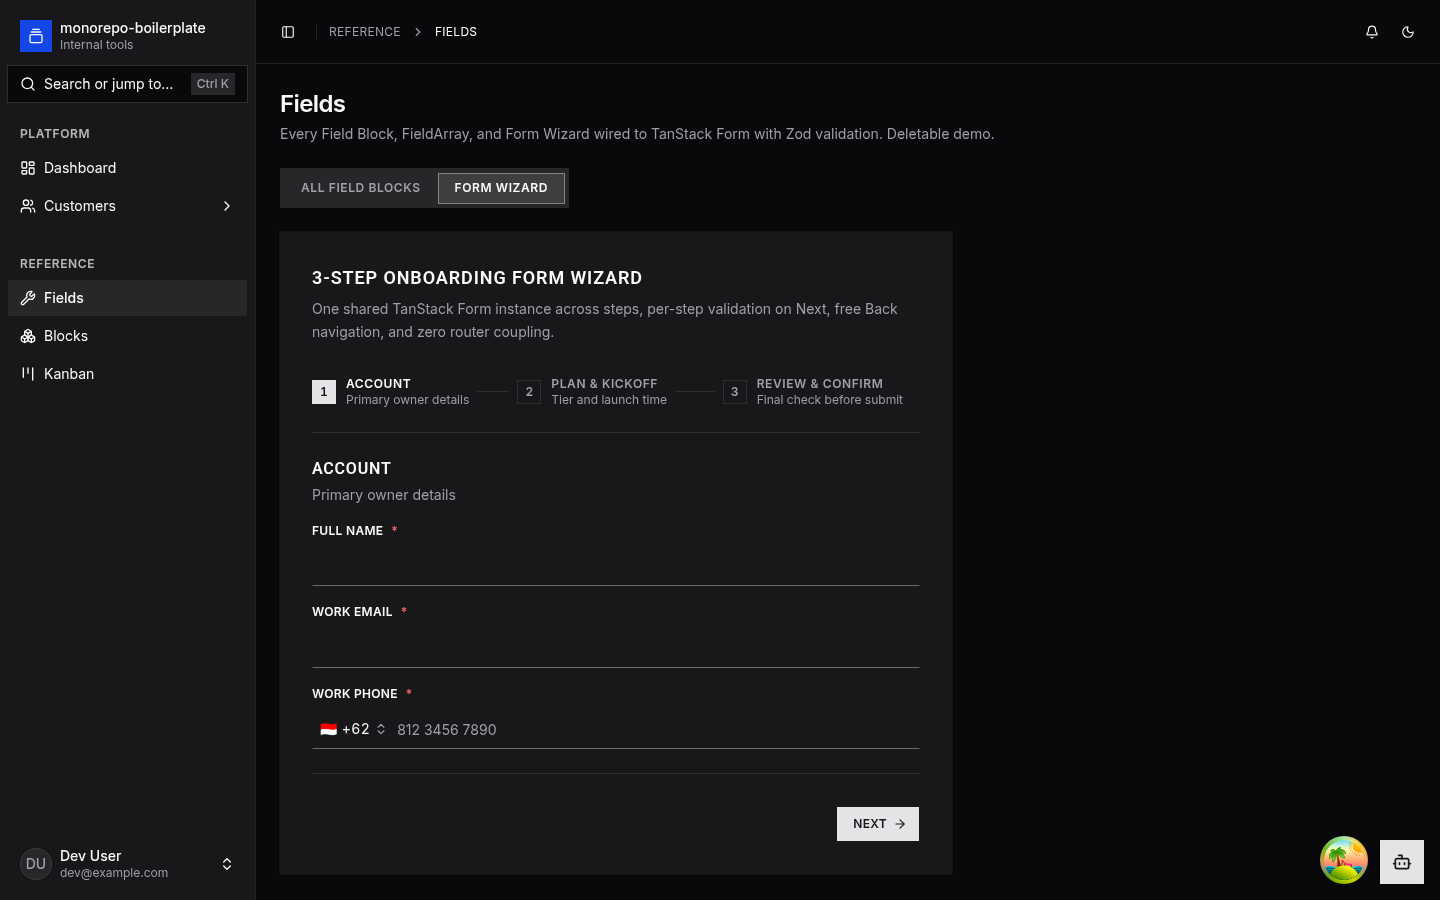 monorepo-boilerplate
Internal tools
Search or jump to...
Ctrl K
PLATFORM
Dashboard
Customers
REFERENCE
Fields
Blocks
Kanban
DU
Dev User
dev@example.com
REFERENCE
FIELDS
Fields
Every Field Block, FieldArray, and Form Wizard wired to TanStack Form with Zod validation. Deletable demo.
ALL FIELD BLOCKS
FORM WIZARD
3-STEP ONBOARDING FORM WIZARD
One shared TanStack Form instance across steps, per-step validation on Next, free Back
navigation, and zero router coupling.
1
ACCOUNT
Primary owner details
2
PLAN & KICKOFF
Tier and launch time
3
REVIEW & CONFIRM
Final check before submit
ACCOUNT
Primary owner details
FULL NAME *
WORK EMAIL *
WORK PHONE *
+62 812 3456 7890
NEXT